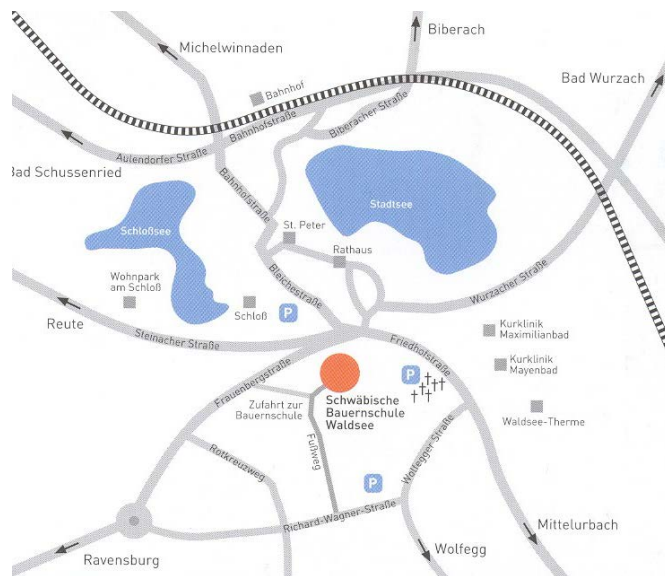 Biberach
Michelwinnaden
Bad Wurzach
Bahnhof
Bahnhofstraße
Biberacher Straße
Aulendorfer Straße
Bad Schussenried
Bahnhofstraße
Stadtsee
Schloßsee
St. Peter
Rathaus
Wohnpark
am Schloß
Schloß
Bleichestraße
P
Wurzacher Straße
Reute
Steinacher Straße
Friedhofstraße
Kurklinik
Maximilianbad
Kurklinik
Mayenbad
Frauenbergstraße
P
Zufahrt zur
Bauernschule
Schwäbische
Bauernschule
Waldsee
Waldsee-Therme
Fußweg
Rotkreuzweg
Wolfegger Straße
P
Richard-Wagner-Straße
Mittelurbach
Ravensburg
Wolfegg